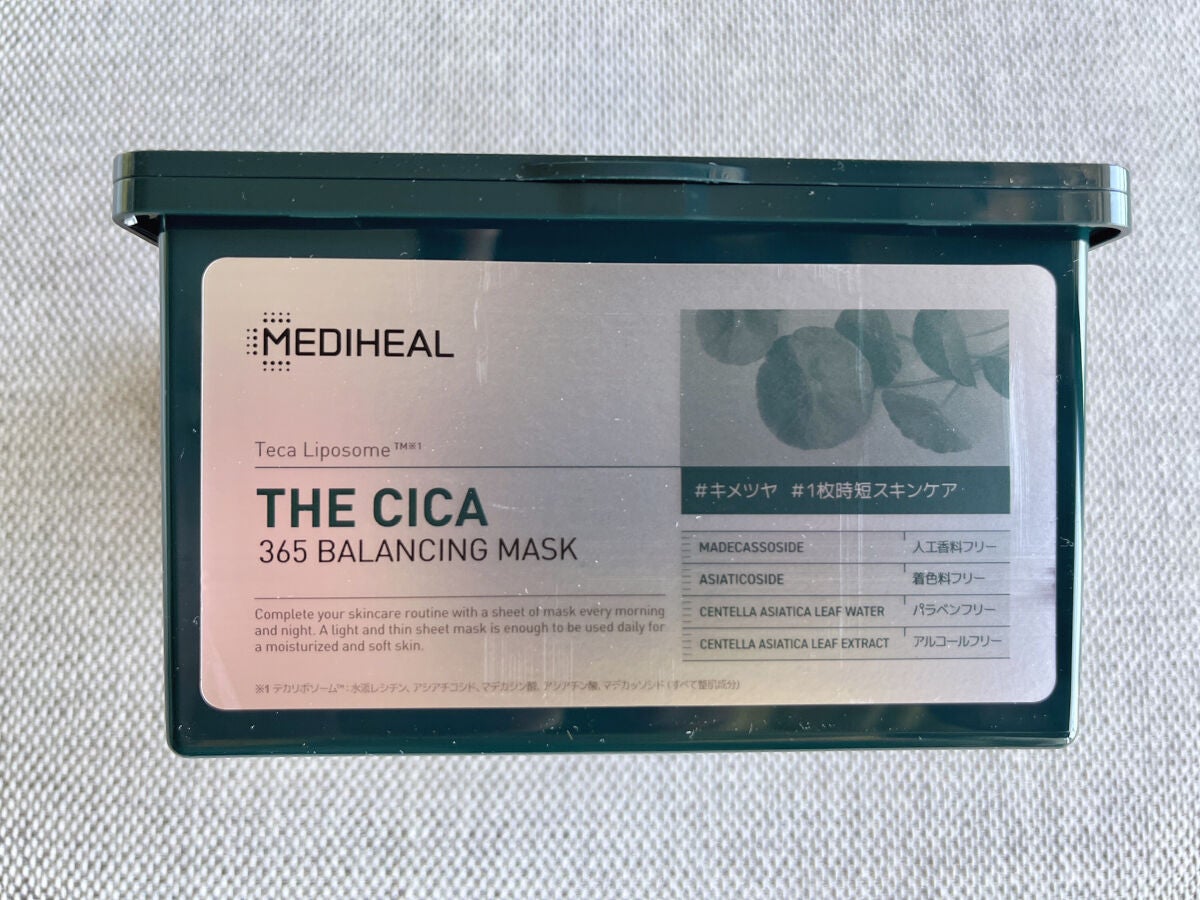 MEDIHEAL
Teca Liposome™※1
THE CICA
365 BALANCING MASK
Complete your skincare routine with a sheet of mask every morning
and night. A light and thin sheet mask is enough to be used daily for
a moisturized and soft skin.
※1 テカリポソーム™：水添レシチン、アシアチコシド、マデカシン酸、アシアチン酸、マデカッソシド (すべて整肌成分)
#キメツヤ #1枚時短スキンケア
MADECASSOSIDE 人工香料フリー
ASIATICOSIDE 着色料フリー
CENTELLA ASIATICA LEAF WATER パラベンフリー
CENTELLA ASIATICA LEAF EXTRACT アルコールフリー